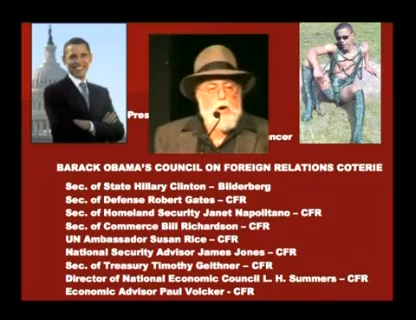 BARACK OBAMA'S COUNCIL ON FOREIGN RELATIONS COTERIE
Sec. of State Hillary Clinton – Bilderberg
Sec. of Defense Robert Gates – CFR
Sec. of Homeland Security Janet Napolitano – CFR
Sec. of Commerce Bill Richardson – CFR
UN Ambassador Susan Rice – CFR
National Security Advisor James Jones – CFR
Sec. of Treasury Timothy Geithner – CFR
Director of National Economic Council L. H. Summers – CFR
Economic Advisor Paul Volcker - CFR